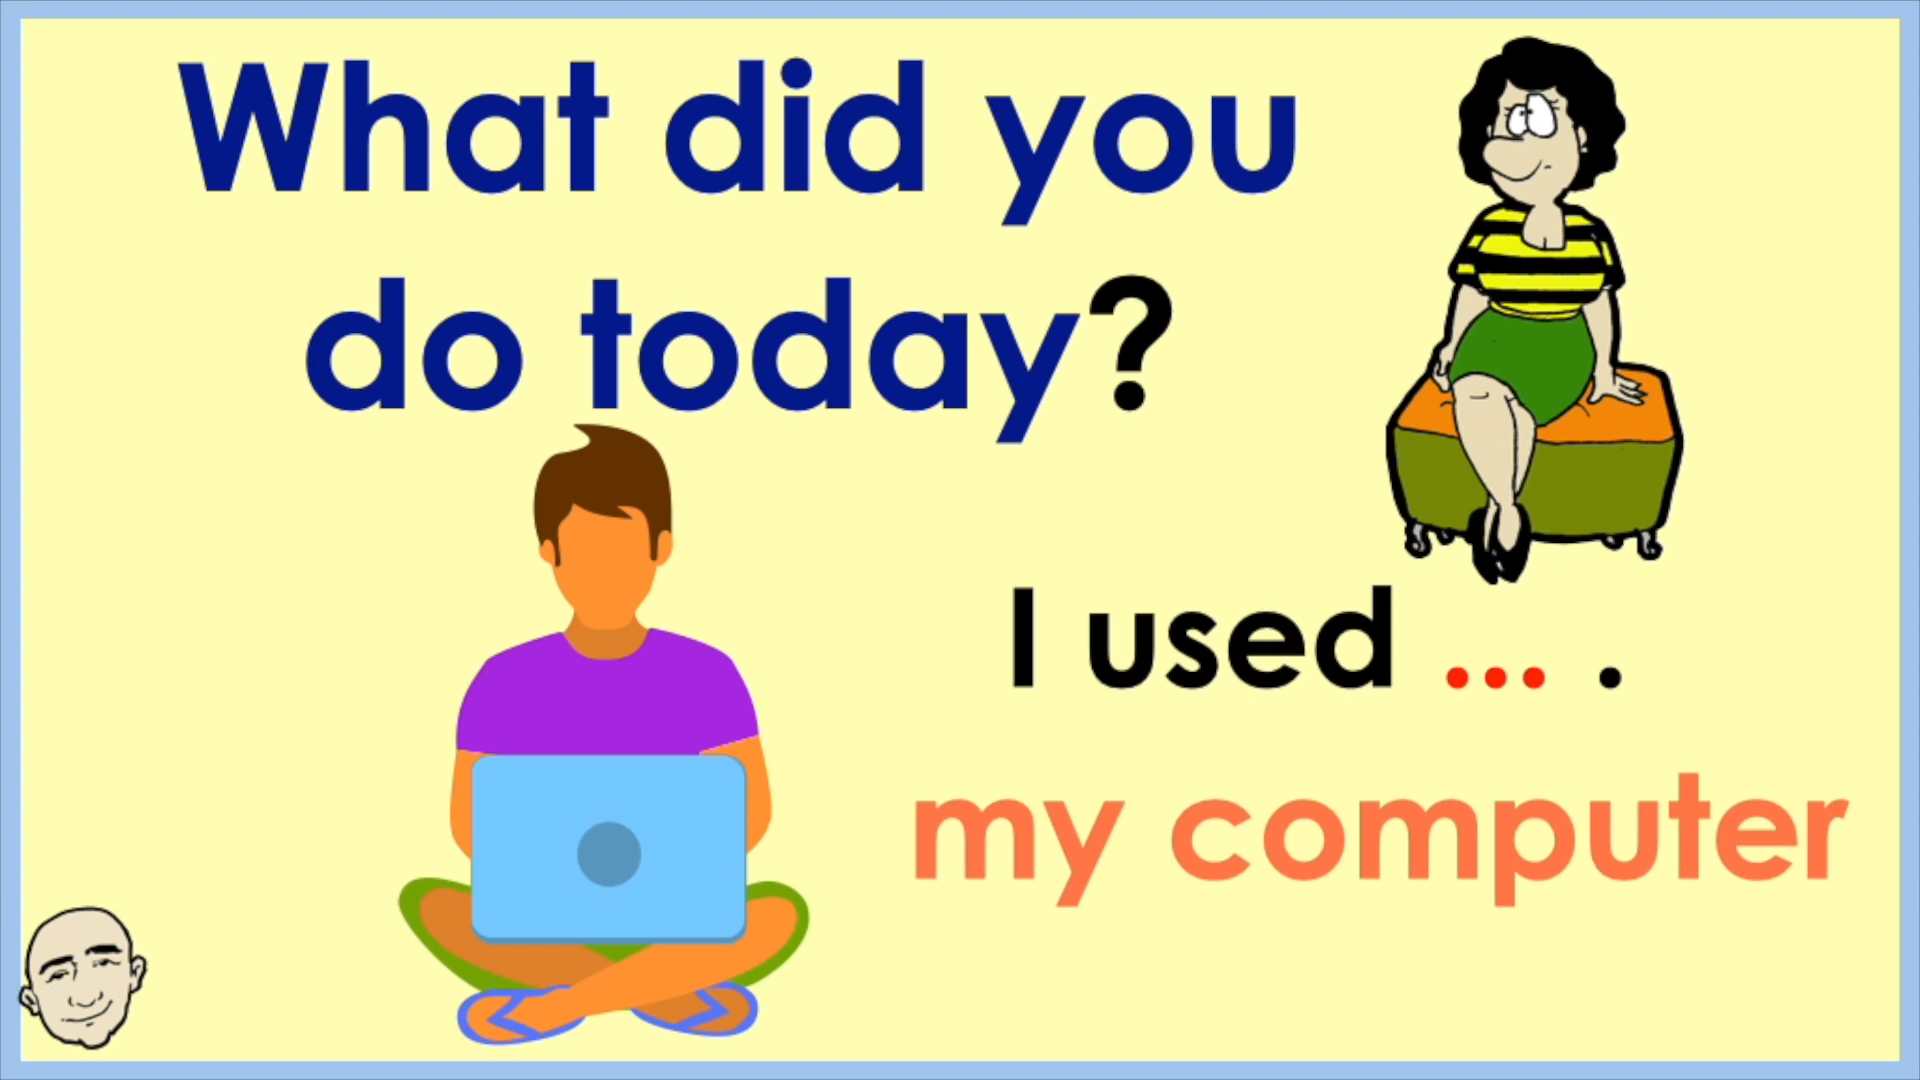 What did you
do today?
I used ... .
my computer